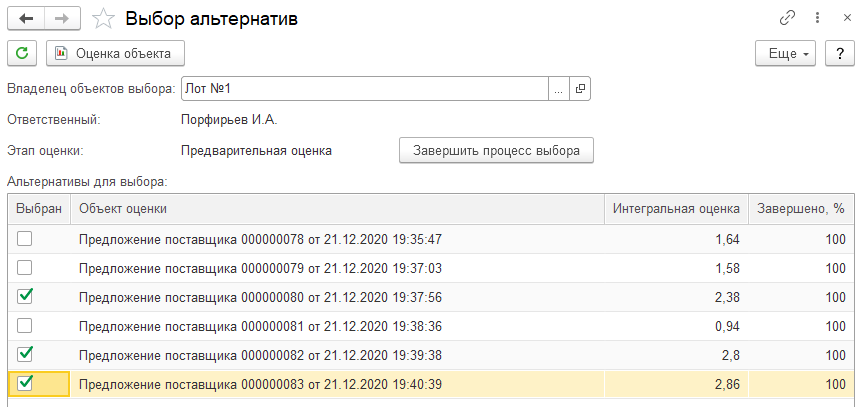 Выбор альтернатив
Оценка объекта
Еще
?
Владелец объектов выбора: Лот №1 ...
Ответственный: Порфирьев И.А.
Этап оценки: Предварительная оценка Завершить процесс выбора
Альтернативы для выбора:
Выбран Объект оценки Интегральная оценка Завершено, %
Предложение поставщика 000000078 от 21.12.2020 19:35:47 1,64 100
Предложение поставщика 000000079 от 21.12.2020 19:37:03 1,58 100
Предложение поставщика 000000080 от 21.12.2020 19:37:56 2,38 100
Предложение поставщика 000000081 от 21.12.2020 19:38:36 0,94 100
Предложение поставщика 000000082 от 21.12.2020 19:39:38 2,8 100
Предложение поставщика 000000083 от 21.12.2020 19:40:39 2,86 100